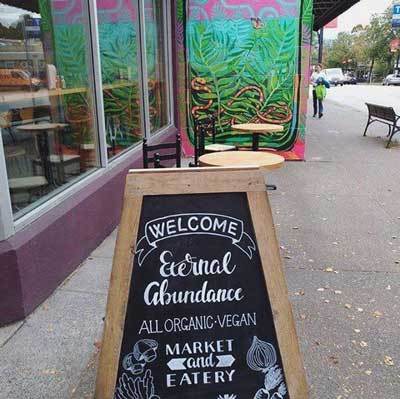 WELCOME
Eternal
Abundance
ALL ORGANIC-VEGAN
MARKET
and
EATERY